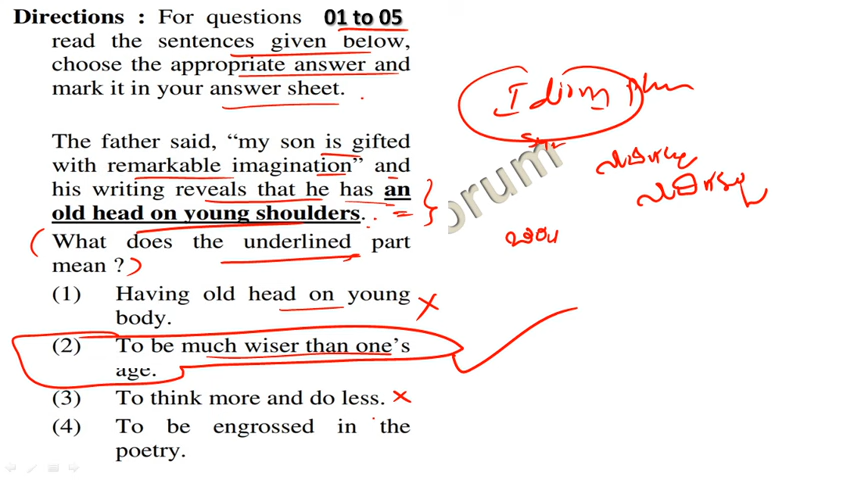 Directions : For questions 01 to 05
read the sentences given below,
choose the appropriate answer and
mark it in your answer sheet.
The father said, “my son is gifted
with remarkable imagination” and
his writing reveals that he has an
old head on young shoulders.
What does the underlined part
mean ?
(1) Having old head on young
body.
(2) To be much wiser than one’s
age.
(3) To think more and do less.
(4) To be engrossed in the
poetry.
Idiom
orum